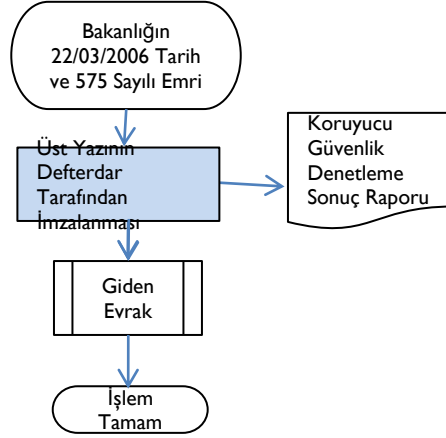 Bakanlığın
22/03/2006 Tarih
ve 575 Sayılı Emri
Üst Yazının
Defterdar
Tarafından
İmzalanması
Koruyucu
Güvenlik
Denetleme
Sonuç Raporu
Giden
Evrak
İşlem
Tamam